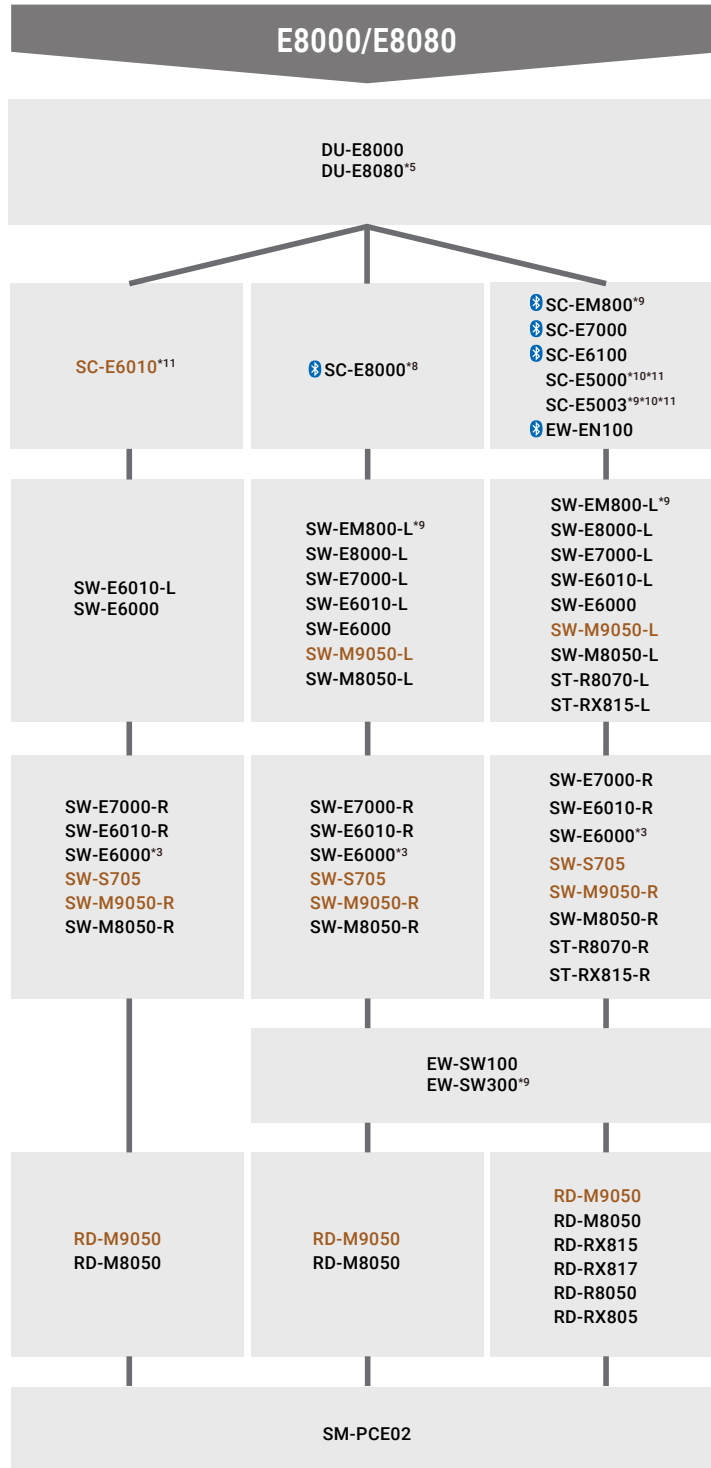 E8000/E8080
DU-E8000
DU-E8080*5
SC-E6010*11
SC-E8000*8
SC-EM800*9
SC-E7000
SC-E6100
SC-E5000*10*11
SC-E5003*9*10*11
EW-EN100
SW-E6010-L
SW-E6000
SW-EM800-L*9
SW-E8000-L
SW-E7000-L
SW-E6010-L
SW-E6000
SW-M9050-L
SW-M8050-L
SW-EM800-L*9
SW-E8000-L
SW-E7000-L
SW-E6010-L
SW-E6000
SW-M9050-L
SW-M8050-L
ST-R8070-L
ST-RX815-L
SW-E7000-R
SW-E6010-R
SW-E6000*3
SW-S705
SW-M9050-R
SW-M8050-R
SW-E7000-R
SW-E6010-R
SW-E6000*3
SW-S705
SW-M9050-R
SW-M8050-R
SW-E7000-R
SW-E6010-R
SW-E6000*3
SW-S705
SW-M9050-R
SW-M8050-R
ST-R8070-R
ST-RX815-R
EW-SW100
EW-SW300*9
RD-M9050
RD-M8050
RD-M9050
RD-M8050
RD-M9050
RD-M8050
RD-RX815
RD-RX817
RD-R8050
RD-RX805
SM-PCE02